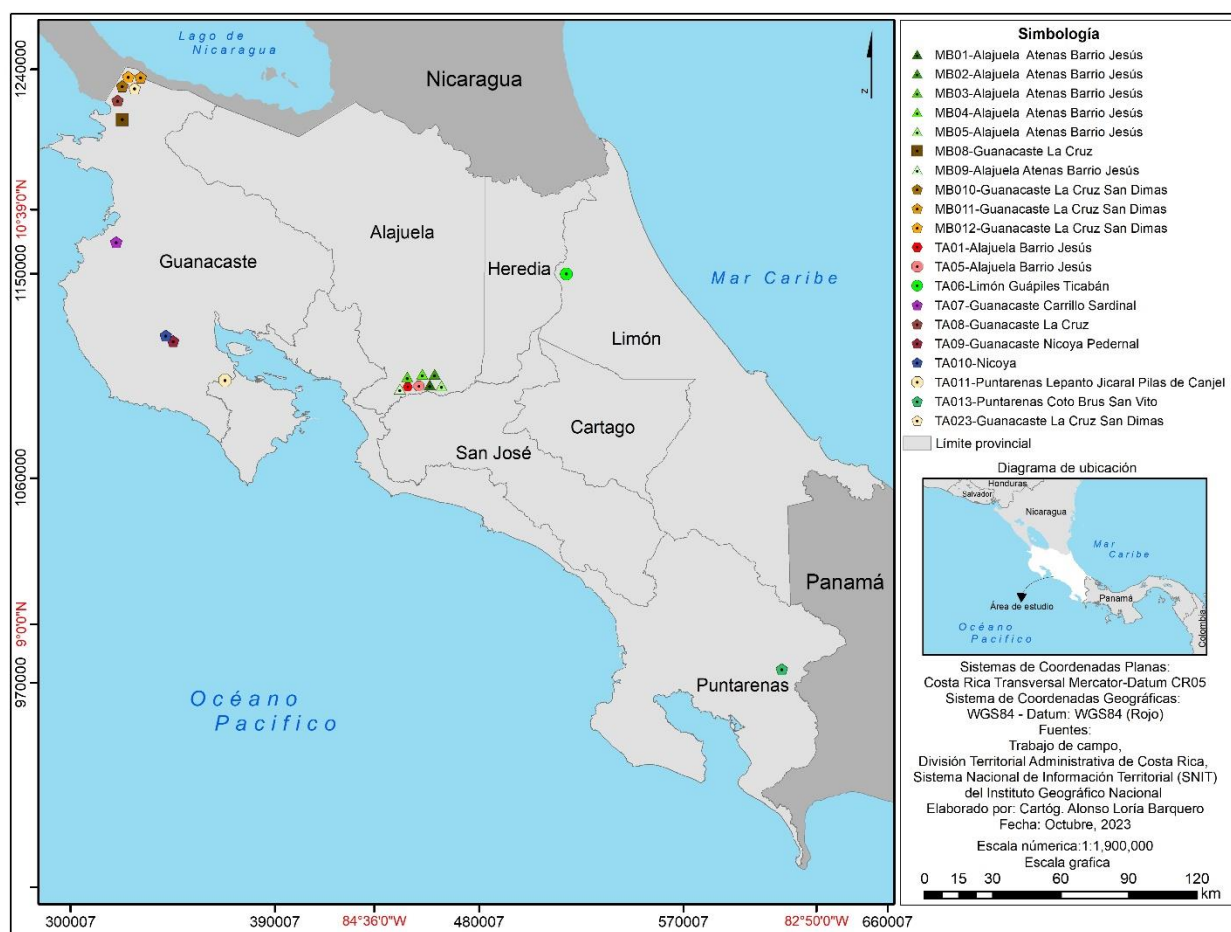 Lago de
Nicaragua
Nicaragua
Alajuela
Guanacaste
Heredia
Mar Caribe
Limón
Cartago
San José
Panamá
Puntarenas
Océano
Pacifico
z
1240000
10°39'0"N
1150000
1060000
9°0'0"N
970000
300007
390007
84°36'0"W
480007
570007
82°50'0"W
660007
Simbología
MB01-Alajuela Atenas Barrio Jesús
MB02-Alajuela Atenas Barrio Jesús
MB03-Alajuela Atenas Barrio Jesús
MB04-Alajuela Atenas Barrio Jesús
MB05-Alajuela Atenas Barrio Jesús
MB08-Guanacaste La Cruz
MB09-Alajuela Atenas Barrio Jesús
MB010-Guanacaste La Cruz San Dimas
MB011-Guanacaste La Cruz San Dimas
MB012-Guanacaste La Cruz San Dimas
TA01-Alajuela Barrio Jesús
TA05-Alajuela Barrio Jesús
TA06-Limón Guápiles Ticabán
TA07-Guanacaste Carrillo Sardinal
TA08-Guanacaste La Cruz
TA09-Guanacaste Nicoya Pedernal
TA010-Nicoya
TA011-Puntarenas Lepanto Jicaral Pilas de Canjel
TA013-Puntarenas Coto Brus San Vito
TA023-Guanacaste La Cruz San Dimas
Límite provincial
Diagrama de ubicación
Honduras
Salvador
Nicaragua
Mar
Caribe
Panamá
Área de estudio
Océano
Pacifico
Colombia
Sistemas de Coordenadas Planas:
Costa Rica Transversal Mercator-Datum CR05
Sistema de Coordenadas Geográficas:
WGS84 - Datum: WGS84 (Rojo)
Fuentes:
Trabajo de campo,
División Territorial Administrativa de Costa Rica,
Sistema Nacional de Información Territorial (SNIT)
del Instituto Geográfico Nacional
Elaborado por: Cartóg. Alonso Loría Barquero
Fecha: Octubre, 2023
Escala númerica:1:1,900,000
Escala grafica
0 15 30 60 90 120
km